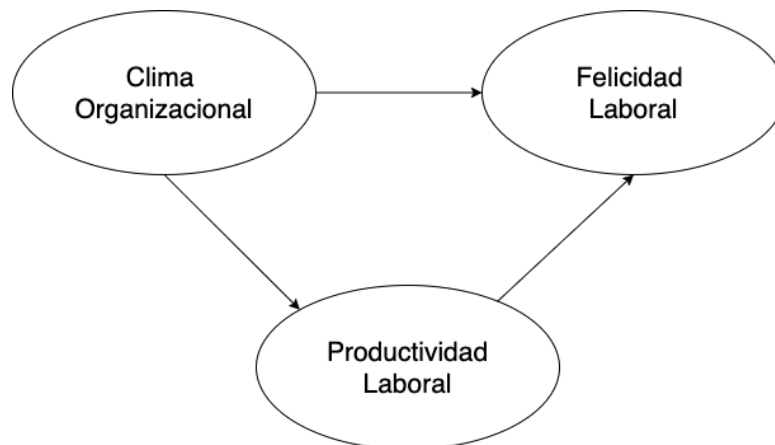 Clima
Organizacional
Felicidad
Laboral
Productividad
Laboral